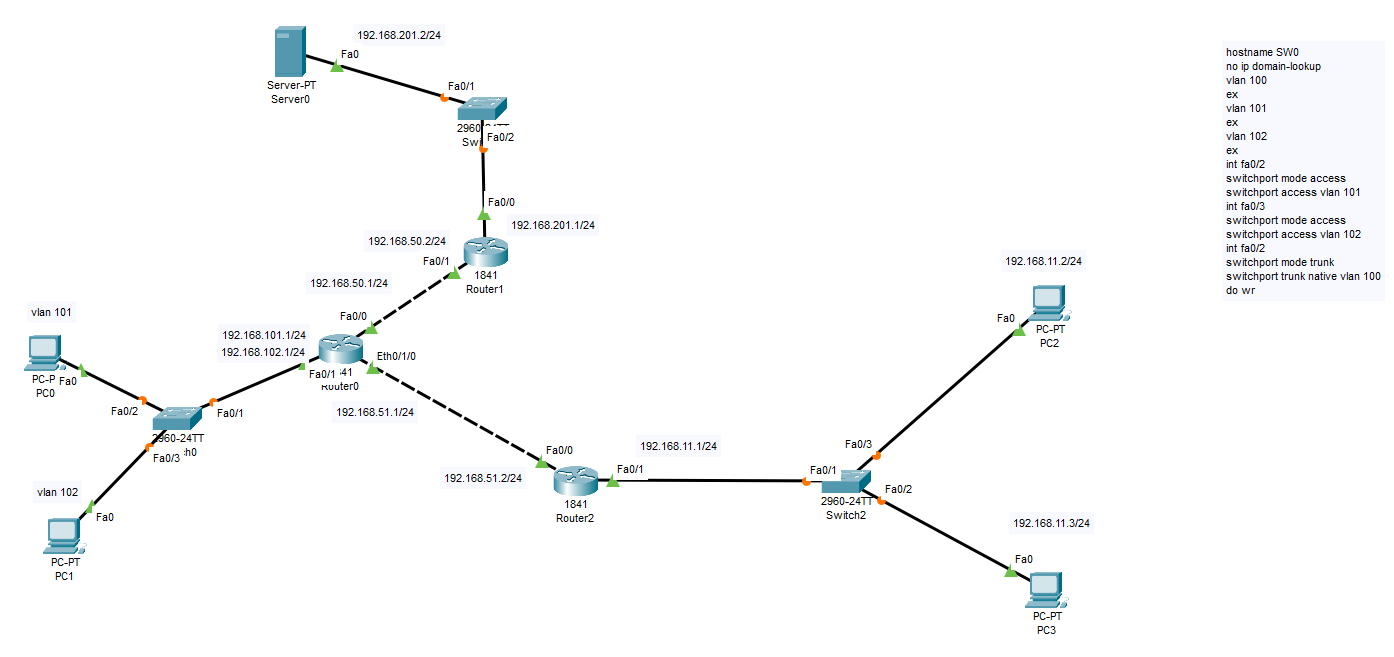 192.168.201.2/24
Fa0
Server-PT
Server0
Fa0/1
Fa0/2
Fa0/0
192.168.201.1/24
192.168.50.2/24
Fa0/1
1841
Router1
192.168.50.1/24
Fa0/0
192.168.101.1/24
192.168.102.1/24
Eth0/1/0
Fa0/1
Router0
192.168.51.1/24
vlan 101
Fa0
PC0
Fa0/2
Fa0/1
2960-24TT
Fa0/3
vlan 102
Fa0
PC-PT
PC1
Fa0/0
192.168.51.2/24
1841
Router2
Fa0/1
192.168.11.1/24
Fa0/1
Fa0/3
Fa0/2
2960-24TT
Switch2
192.168.11.2/24
Fa0
PC-PT
PC2
192.168.11.3/24
Fa0
PC-PT
PC3
hostname SW0
no ip domain-lookup
vlan 100
ex
vlan 101
ex
vlan 102
ex
int fa0/2
switchport mode access
switchport access vlan 101
int fa0/3
switchport mode access
switchport access vlan 102
int fa0/2
switchport mode trunk
switchport trunk native vlan 100
do wr